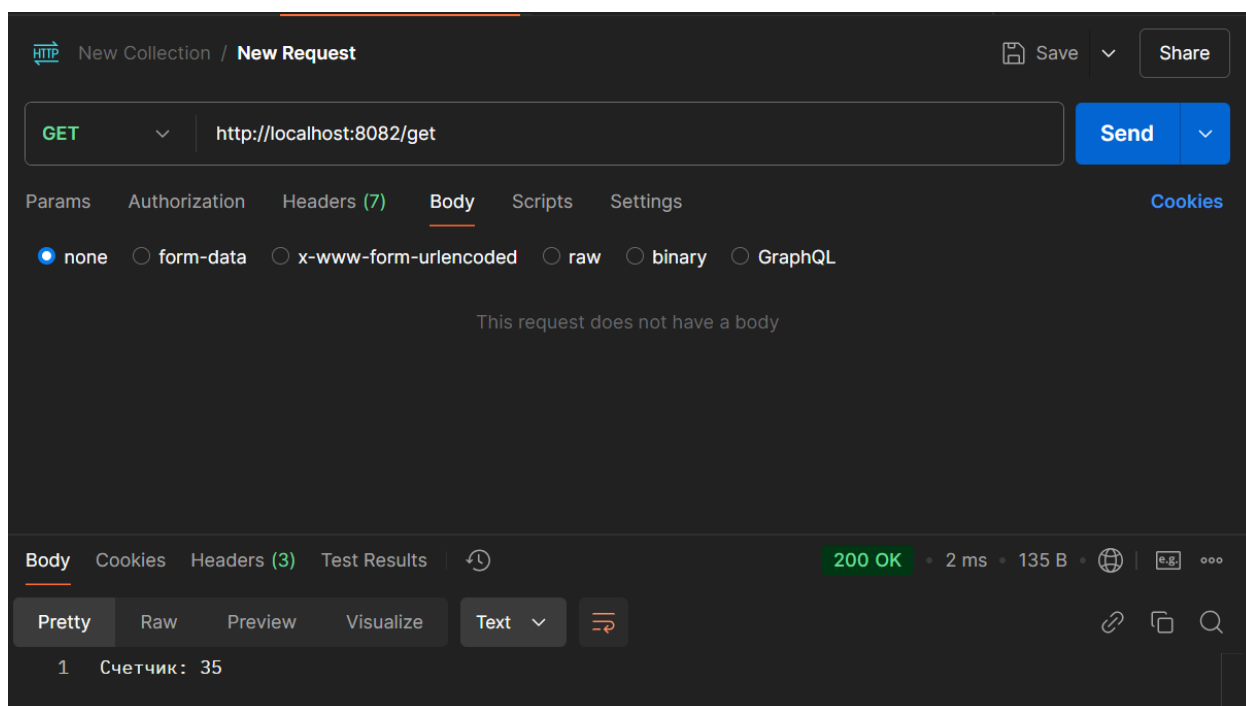 HTTP New Collection / New Request Save Share
GET http://localhost:8082/get Send
Params Authorization Headers (7) Body Scripts Settings Cookies
none form-data x-www-form-urlencoded raw binary GraphQL
This request does not have a body
Body Cookies Headers (3) Test Results 200 OK • 2 ms • 135 B • e.g.
Pretty Raw Preview Visualize Text
1 Счетчик: 35